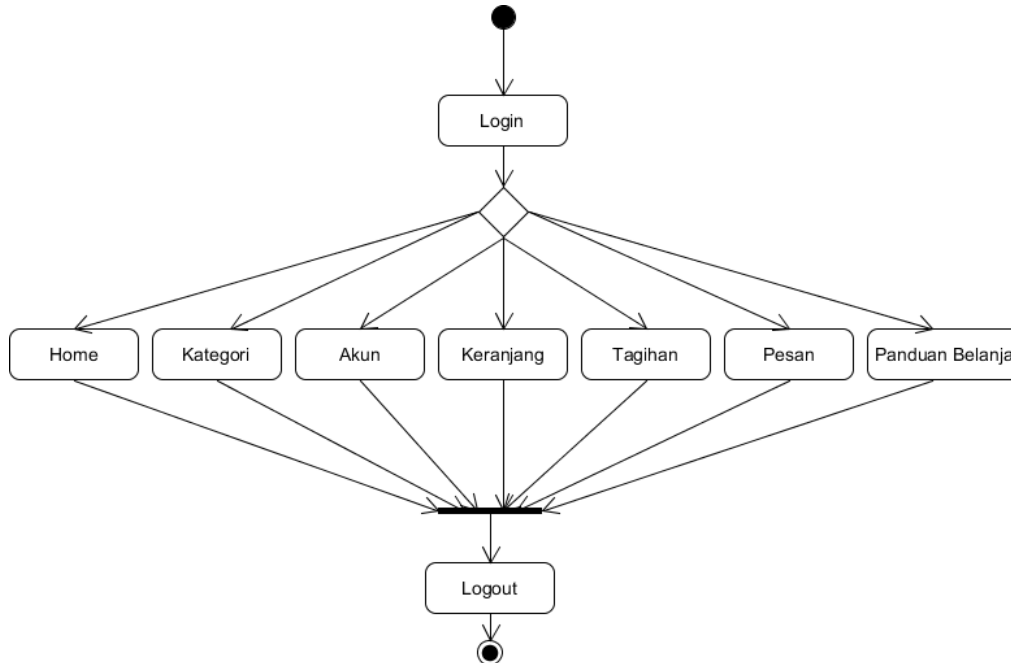 Login
Home
Kategori
Akun
Keranjang
Tagihan
Pesan
Panduan Belanja
Logout